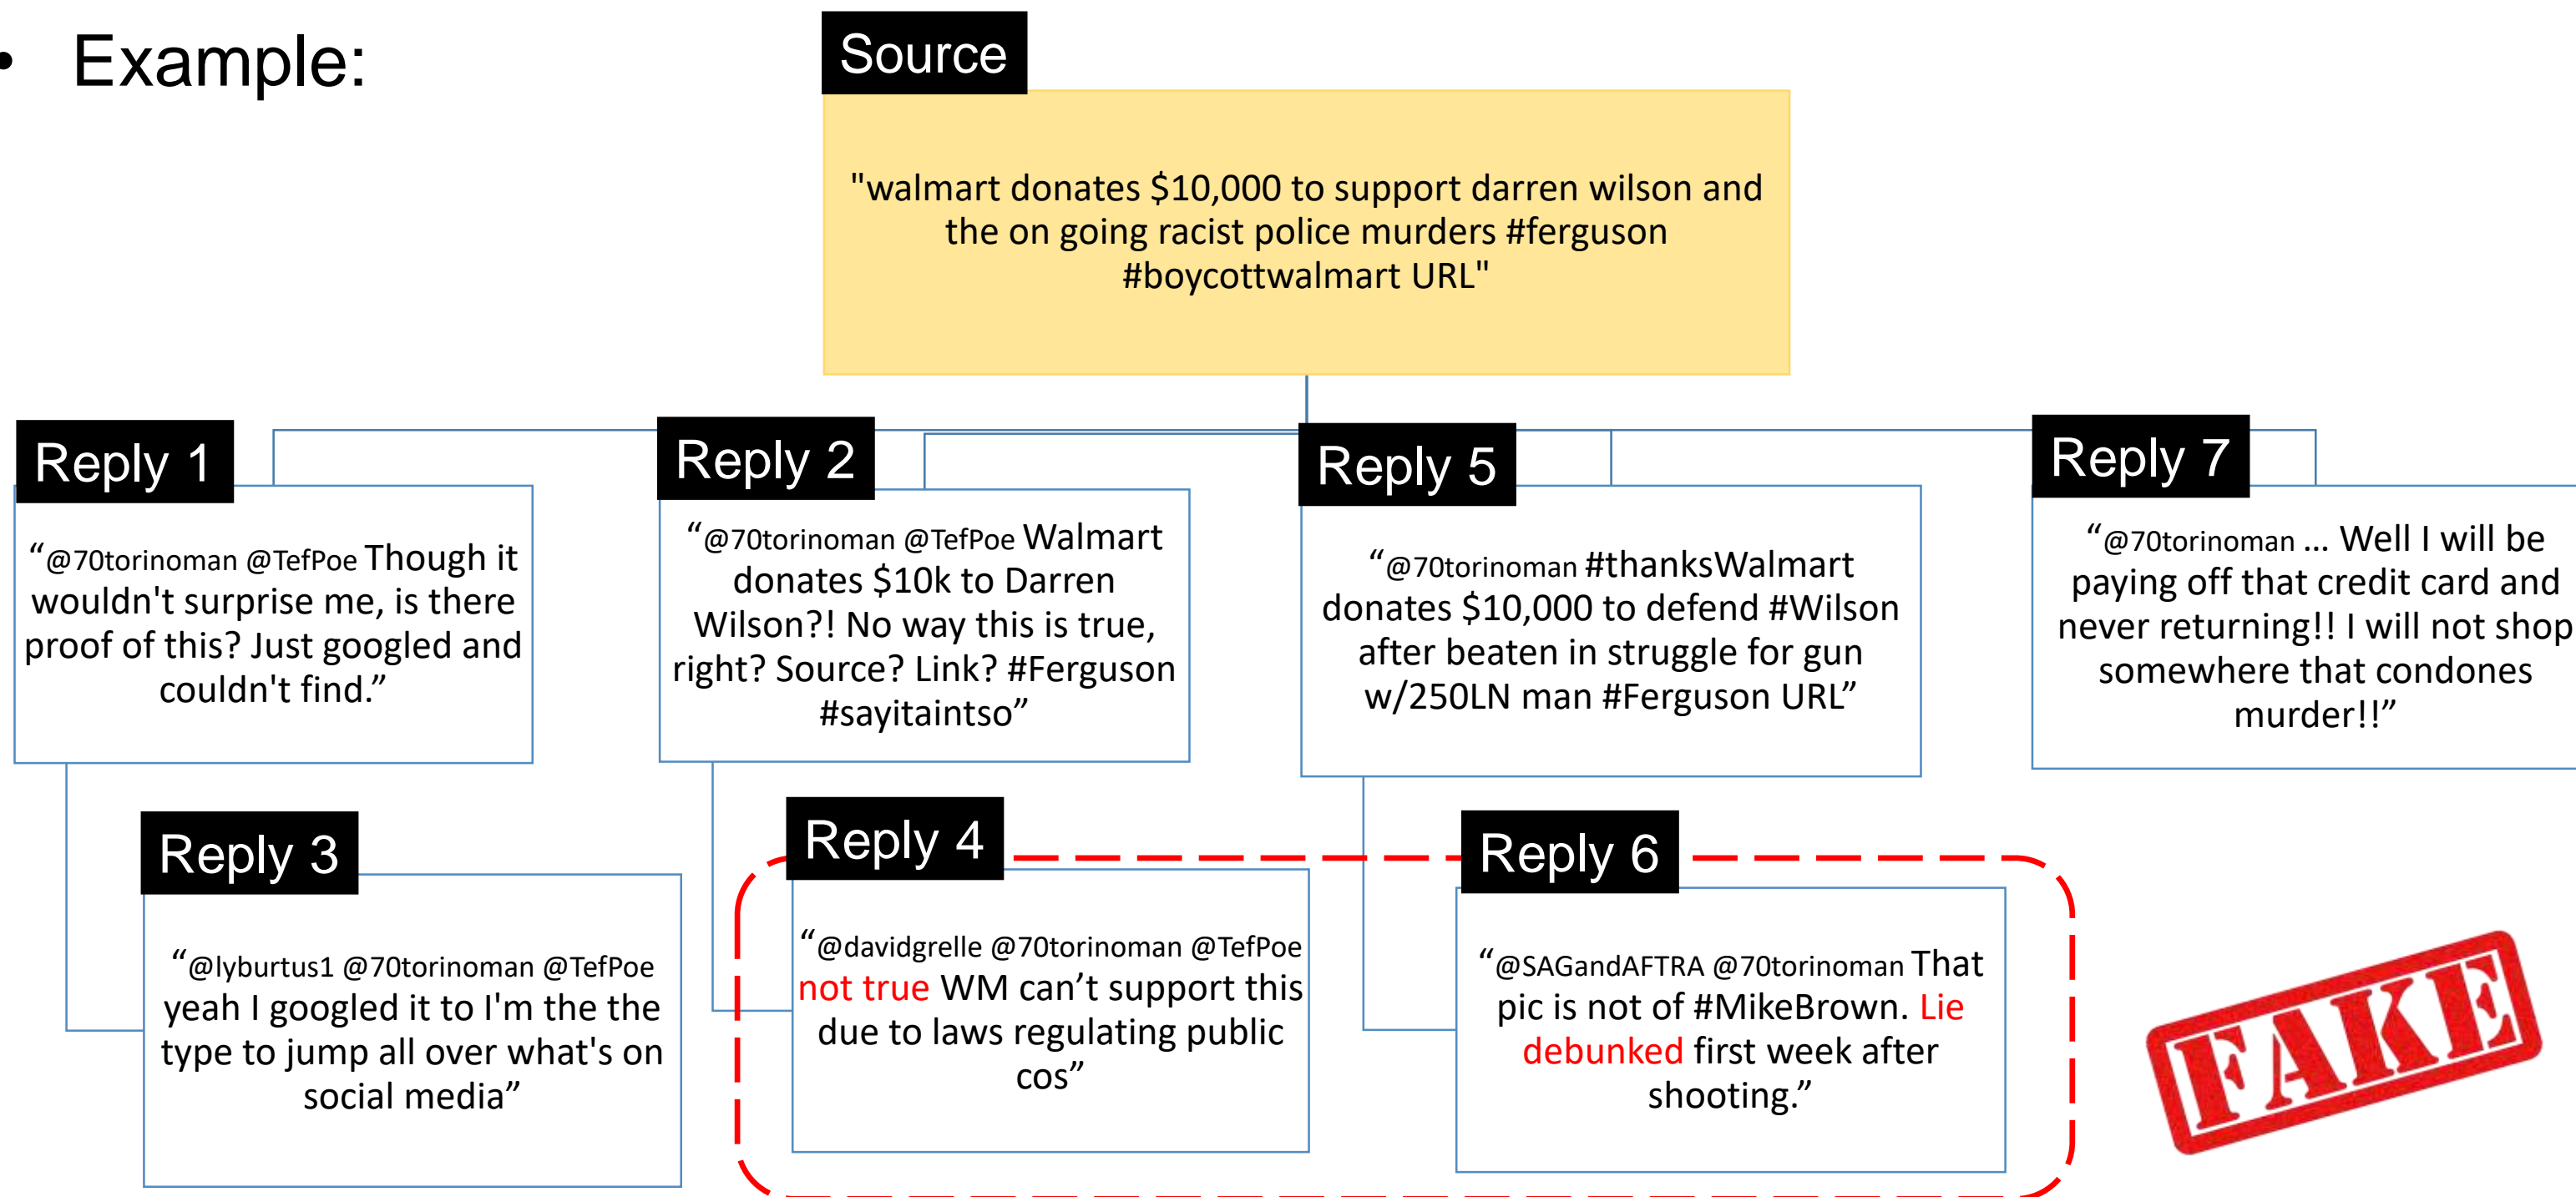 • Example:
Source
"walmart donates $10,000 to support darren wilson and
the on going racist police murders #ferguson
#boycottwalmart URL"
Reply 1
“@70torinoman @TefPoe Though it
wouldn't surprise me, is there
proof of this? Just googled and
couldn't find.”
Reply 2
“@70torinoman @TefPoe Walmart
donates $10k to Darren
Wilson?! No way this is true,
right? Source? Link? #Ferguson
#sayitaintso”
Reply 5
“@70torinoman #thanksWalmart
donates $10,000 to defend #Wilson
after beaten in struggle for gun
w/250LN man #Ferguson URL”
Reply 7
“@70torinoman ... Well I will be
paying off that credit card and
never returning!! I will not shop
somewhere that condones
murder!!”
Reply 3
“@lyburtus1 @70torinoman @TefPoe
yeah I googled it to I'm the the
type to jump all over what's on
social media”
Reply 4
“@davidgrelle @70torinoman @TefPoe
not true WM can’t support this
due to laws regulating public
cos”
Reply 6
“@SAGandAFTRA @70torinoman That
pic is not of #MikeBrown. Lie
debunked first week after
shooting.”
FAKE